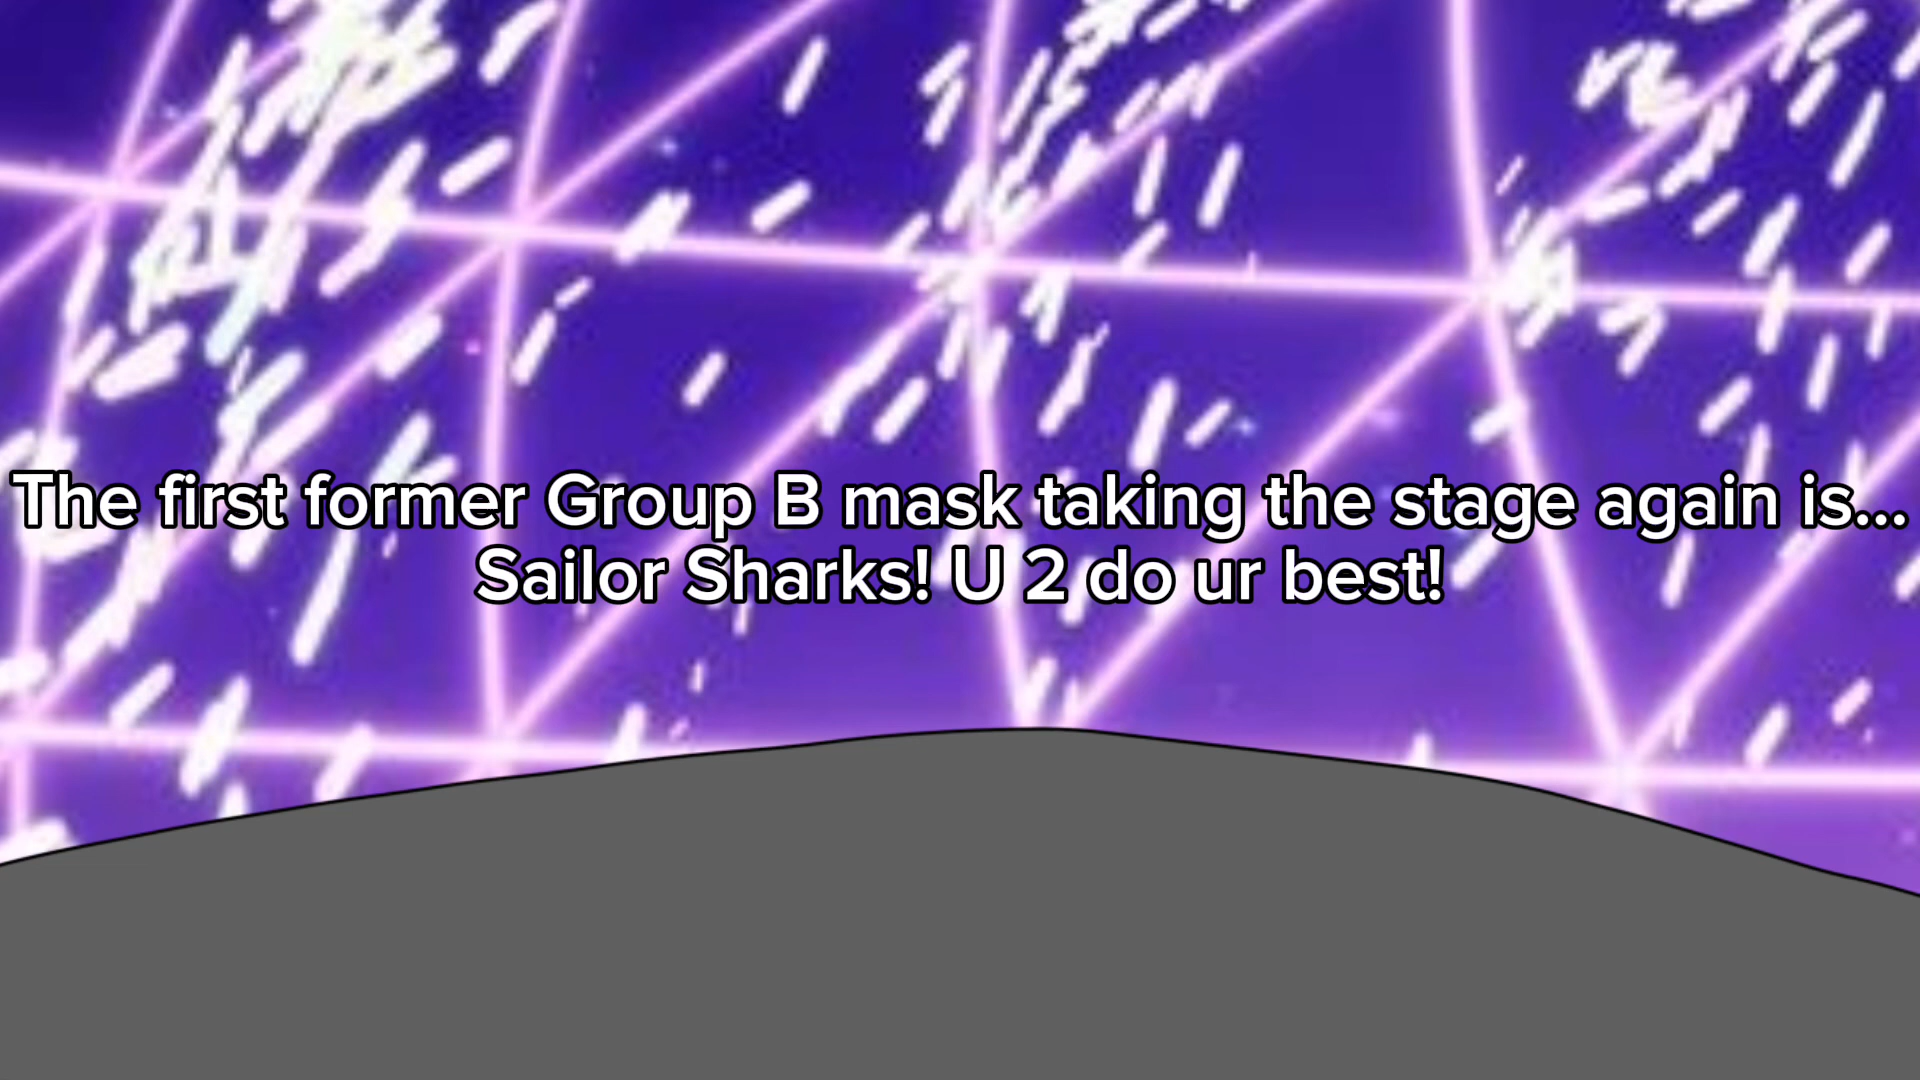 The first former Group B mask taking the stage again is...
Sailor Sharks! U 2 do ur best!